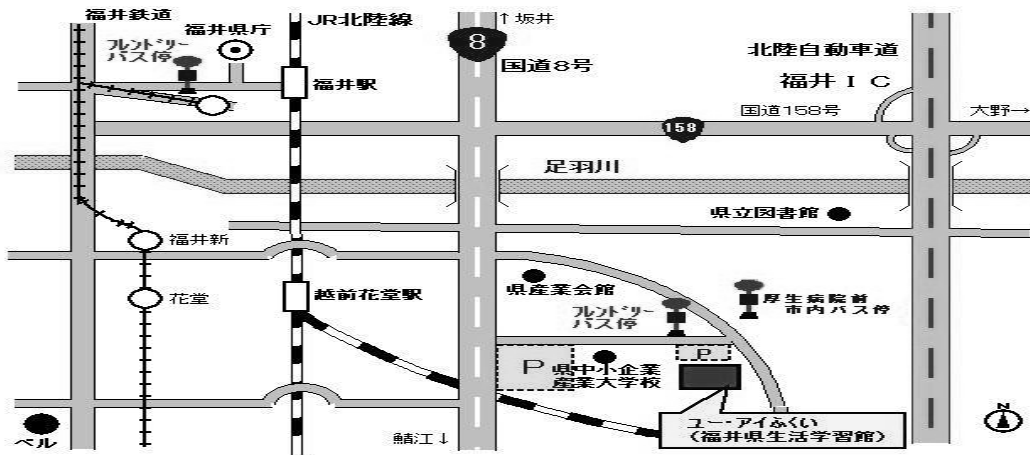 福井鉄道
福井県庁
フレンドリー
バス停
JR北陸線
↑坂井
8
国道8号
北陸自動車道
福井IC
福井駅
国道158号
大野→
158
足羽川
県立図書館
福井新
花堂
越前花堂駅
県産業会館
フレンドリー
バス停
厚生病院前
市内バス停
P
P
県中小企業
産業大学校
ユー・アイふくい
(福井県生活学習館)
ベル
鯖江↓
N